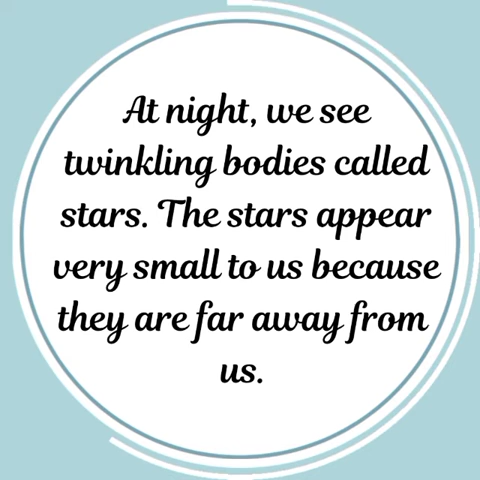 At night, we see
twinkling bodies called
stars. The stars appear
very small to us because
they are far away from
us.